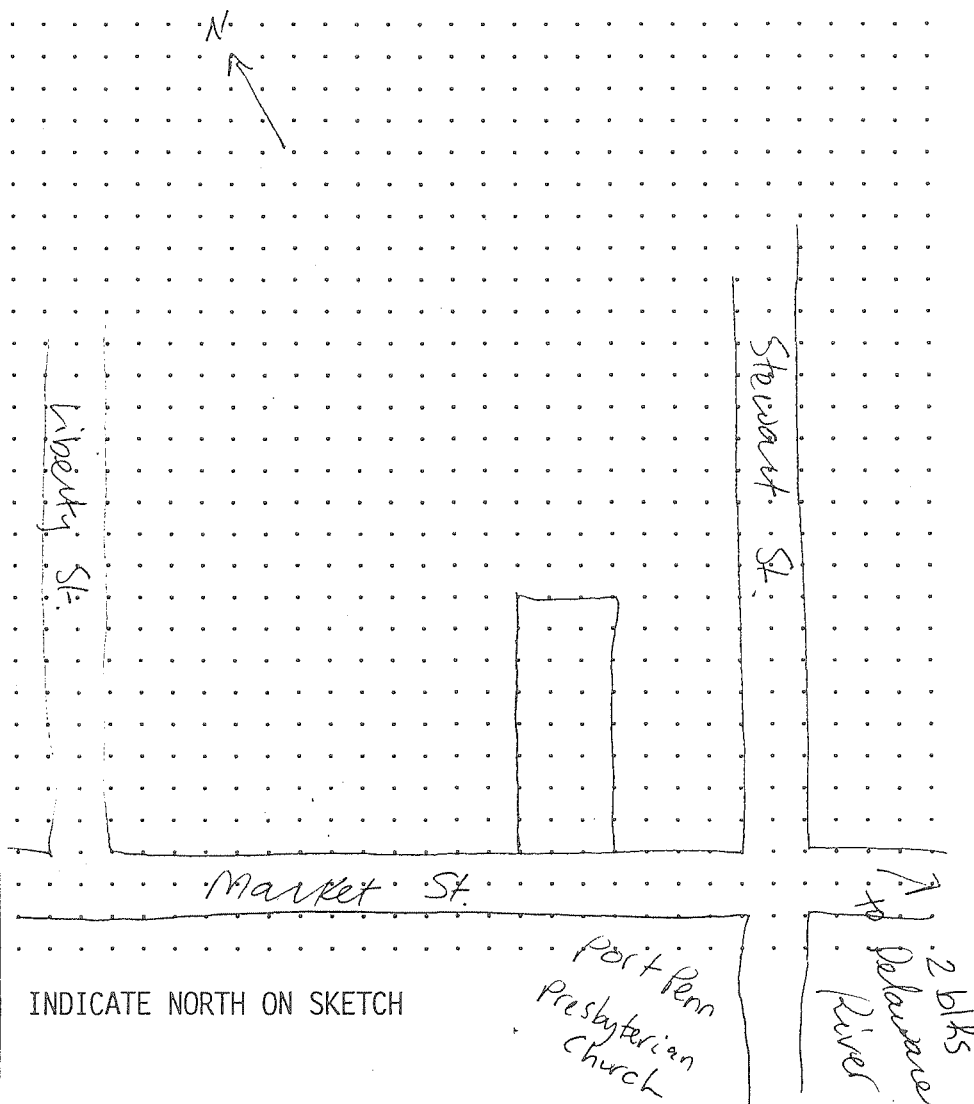 N
Liberty St.
Stewart St.
Market St.
Port Penn
Presbyterian
Church
2 blks
to Delaware
River
INDICATE NORTH ON SKETCH